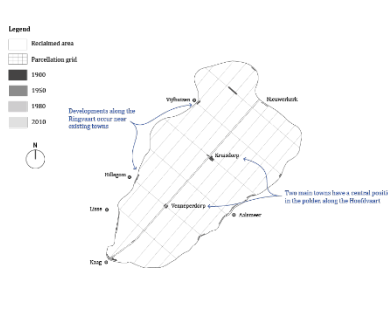 Legend
Reclaimed area
Parcellation grid
1900
1950
1980
2010
N
Vijfhuizen
Nieuwerkerk
Developments along the
Ringvaart occur near
existing towns
Kruisdorp
Hillegom
Two main towns have a central positi
in the polder, along the Hoofdvaart
Lisse
Venneperdorp
Aalsmeer
Kaag